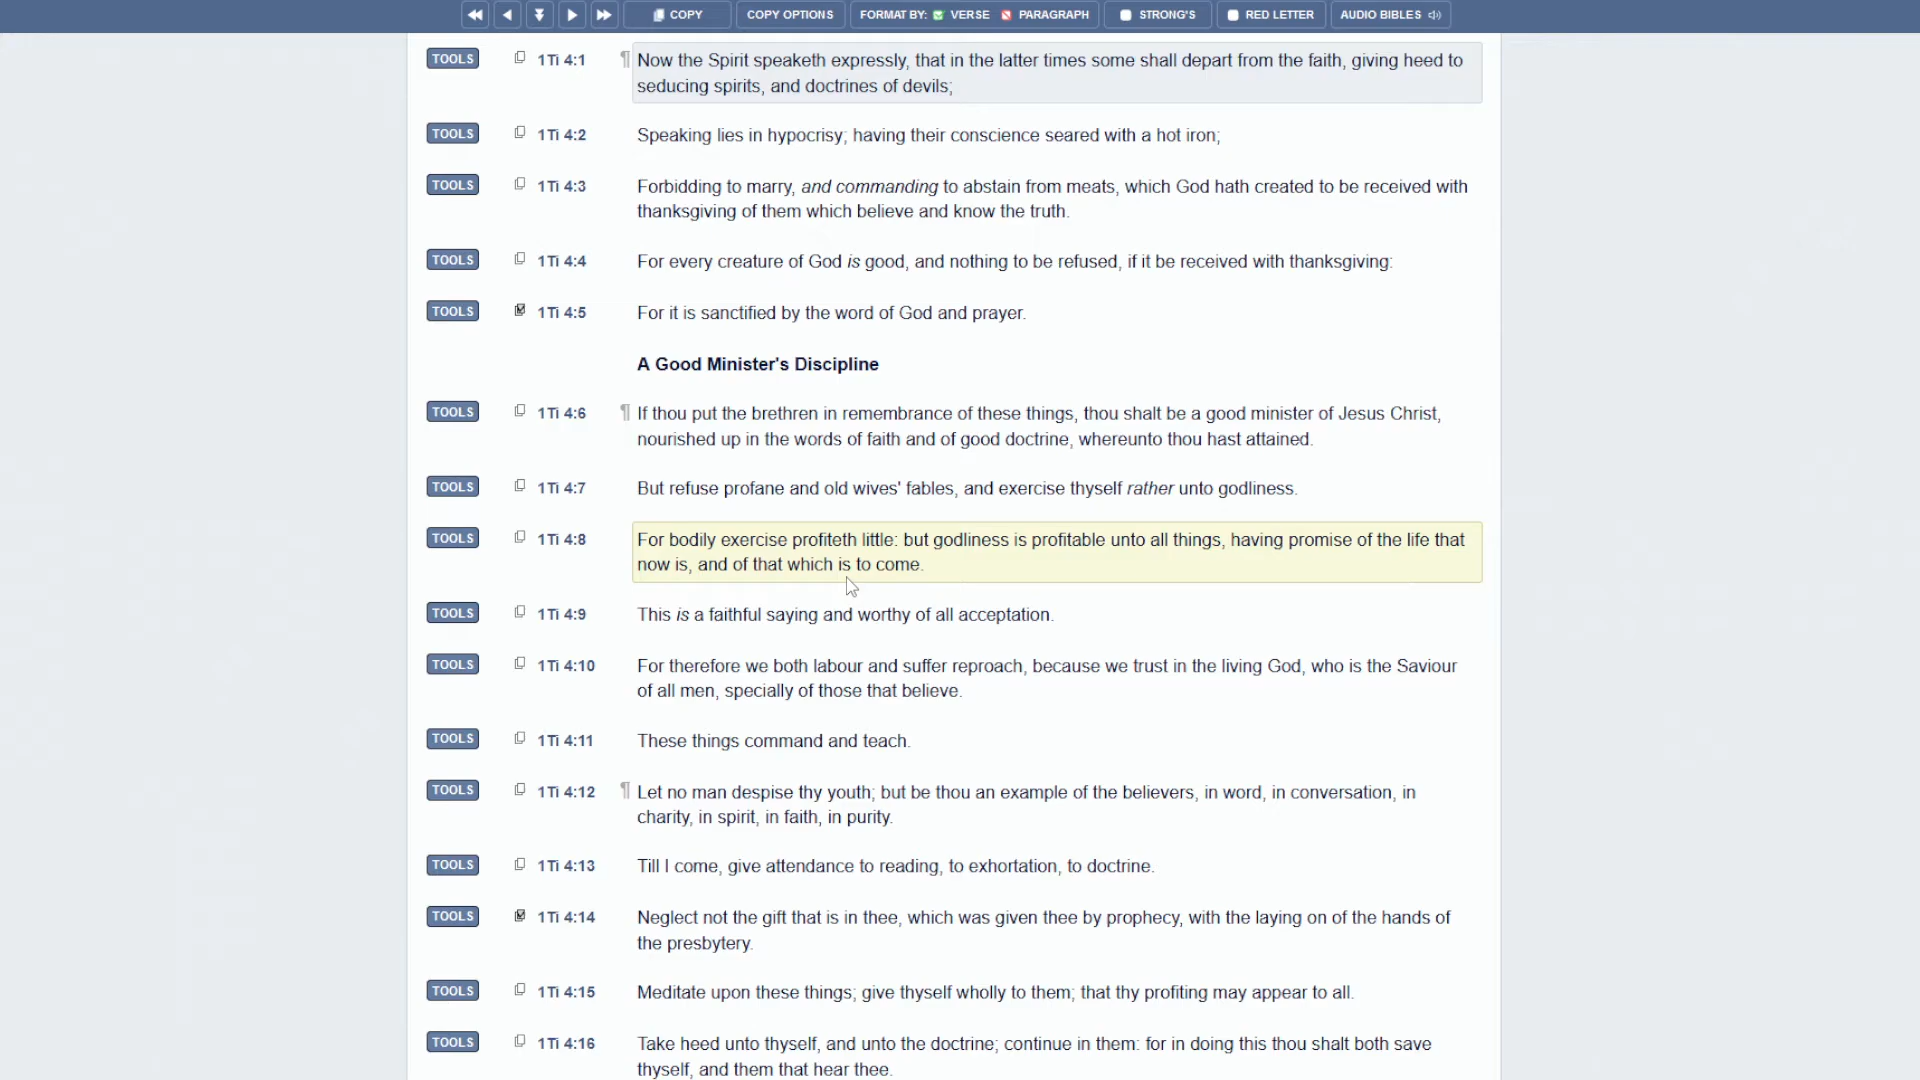 COPY COPY OPTIONS FORMAT BY: VERSE PARAGRAPH STRONG'S RED LETTER AUDIO BIBLES
TOOLS 1Ti 4:1 ¶ Now the Spirit speaketh expressly, that in the latter times some shall depart from the faith, giving heed to
seducing spirits, and doctrines of devils;
TOOLS 1Ti 4:2 Speaking lies in hypocrisy; having their conscience seared with a hot iron;
TOOLS 1Ti 4:3 Forbidding to marry, and commanding to abstain from meats, which God hath created to be received with
thanksgiving of them which believe and know the truth.
TOOLS 1Ti 4:4 For every creature of God is good, and nothing to be refused, if it be received with thanksgiving:
TOOLS 1Ti 4:5 For it is sanctified by the word of God and prayer.
A Good Minister's Discipline
TOOLS 1Ti 4:6 ¶ If thou put the brethren in remembrance of these things, thou shalt be a good minister of Jesus Christ,
nourished up in the words of faith and of good doctrine, whereunto thou hast attained.
TOOLS 1Ti 4:7 But refuse profane and old wives' fables, and exercise thyself rather unto godliness.
TOOLS 1Ti 4:8 For bodily exercise profiteth little: but godliness is profitable unto all things, having promise of the life that
now is, and of that which is to come.
TOOLS 1Ti 4:9 This is a faithful saying and worthy of all acceptation.
TOOLS 1Ti 4:10 For therefore we both labour and suffer reproach, because we trust in the living God, who is the Saviour
of all men, specially of those that believe.
TOOLS 1Ti 4:11 These things command and teach.
TOOLS 1Ti 4:12 ¶ Let no man despise thy youth; but be thou an example of the believers, in word, in conversation, in
charity, in spirit, in faith, in purity.
TOOLS 1Ti 4:13 Till I come, give attendance to reading, to exhortation, to doctrine.
TOOLS 1Ti 4:14 Neglect not the gift that is in thee, which was given thee by prophecy, with the laying on of the hands of
the presbytery.
TOOLS 1Ti 4:15 Meditate upon these things; give thyself wholly to them; that thy profiting may appear to all.
TOOLS 1Ti 4:16 Take heed unto thyself, and unto the doctrine; continue in them: for in doing this thou shalt both save
thyself, and them that hear thee.